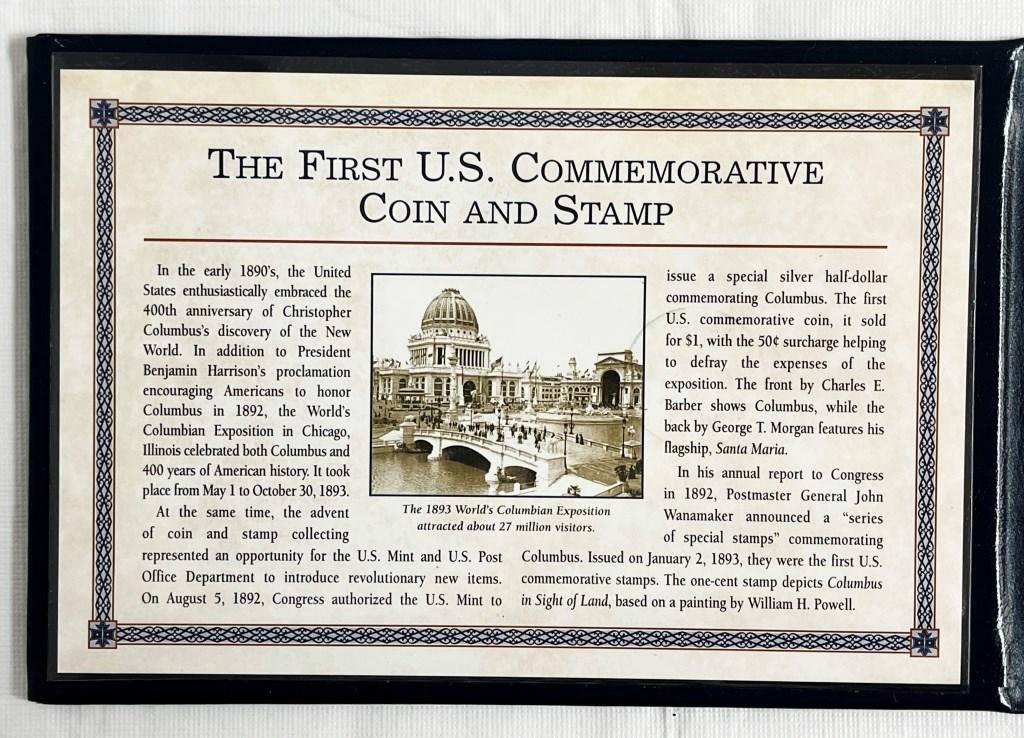 THE FIRST U.S. COMMEMORATIVE
COIN AND STAMP
In the early 1890's, the United
States enthusiastically embraced the
400th anniversary of Christopher
Columbus's discovery of the New
World. In addition to President
Benjamin Harrison's proclamation
encouraging Americans to honor
Columbus in 1892, the World's
Columbian Exposition in Chicago,
Illinois celebrated both Columbus and
400 years of American history. It took
place from May 1 to October 30, 1893.
At the same time, the advent
of coin and stamp collecting
represented an opportunity for the U.S. Mint and U.S. Post
Office Department to introduce revolutionary new items.
On August 5, 1892, Congress authorized the U.S. Mint to
The 1893 World's Columbian Exposition
attracted about 27 million visitors.
issue a special silver half-dollar
commemorating Columbus. The first
U.S. commemorative coin, it sold
for $1, with the 50¢ surcharge helping
to defray the expenses of the
exposition. The front by Charles E.
Barber shows Columbus, while the
back by George T. Morgan features his
flagship, Santa Maria.
In his annual report to Congress
in 1892, Postmaster General John
Wanamaker announced a “series
of special stamps” commemorating
Columbus. Issued on January 2, 1893, they were the first U.S.
commemorative stamps. The one-cent stamp depicts Columbus
in Sight of Land, based on a painting by William H. Powell.